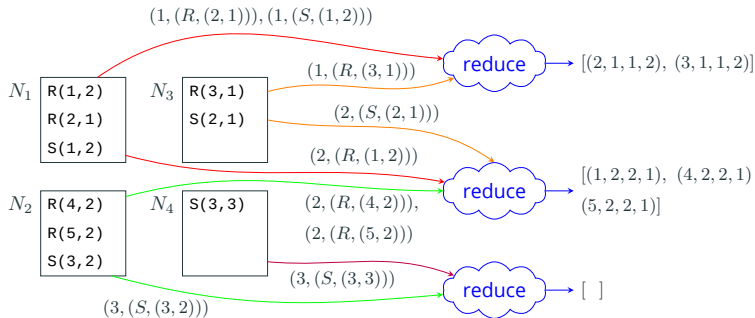 (1, (R, (2, 1))), (1, (S, (1, 2)))
reduce
[(2, 1, 1, 2), (3, 1, 1, 2)]
(1, (R, (3, 1)))
N1
R(1,2)
R(2,1)
S(1,2)
N3
R(3,1)
S(2,1)
(2, (S, (2, 1)))
(2, (R, (1, 2)))
reduce
[(1, 2, 2, 1), (4, 2, 2, 1)
(5, 2, 2, 1)]
N2
R(4,2)
R(5,2)
S(3,2)
N4
S(3,3)
(2, (R, (4, 2))),
(2, (R, (5, 2)))
(3, (S, (3, 3)))
reduce
[ ]
(3, (S, (3, 2)))